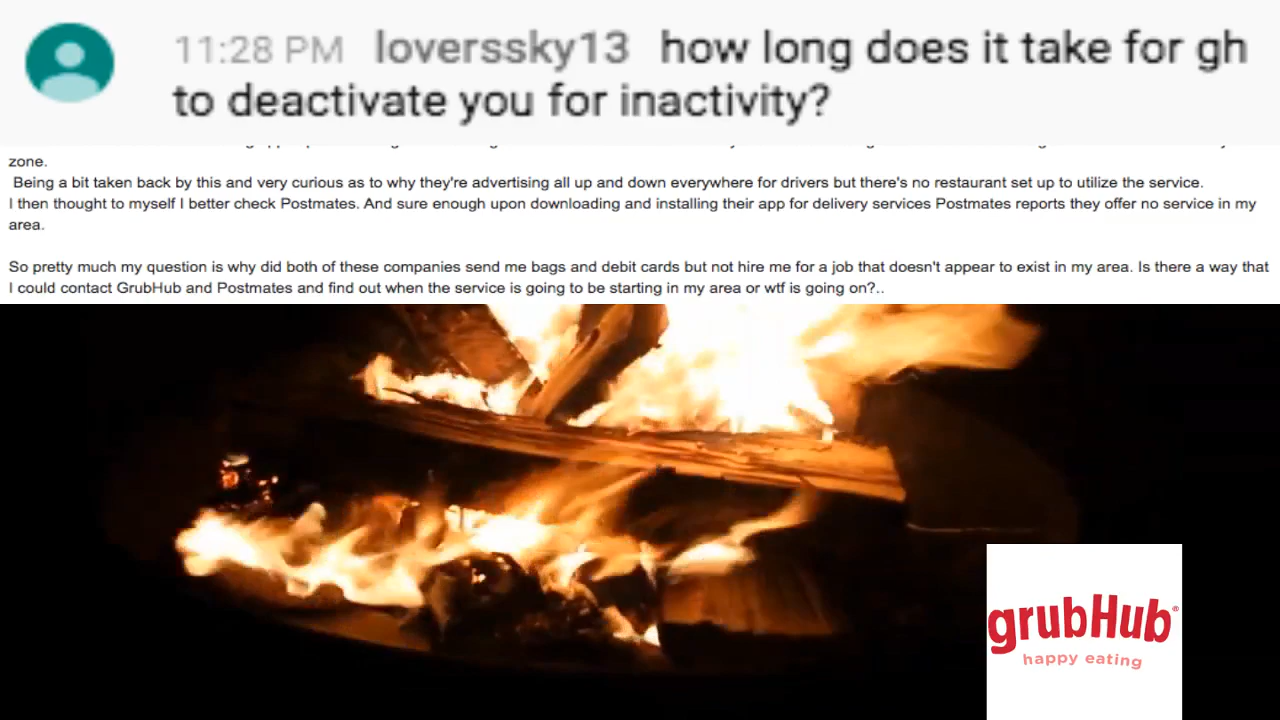 11:28 PM loverssky13 how long does it take for gh
to deactivate you for inactivity?
zone.
Being a bit taken back by this and very curious as to why they're advertising all up and down everywhere for drivers but there's no restaurant set up to utilize the service.
I then thought to myself I better check Postmates. And sure enough upon downloading and installing their app for delivery services Postmates reports they offer no service in my
area.
So pretty much my question is why did both of these companies send me bags and debit cards but not hire me for a job that doesn't appear to exist in my area. Is there a way that
I could contact GrubHub and Postmates and find out when the service is going to be starting in my area or wtf is going on?..
grubHub®
happy eating